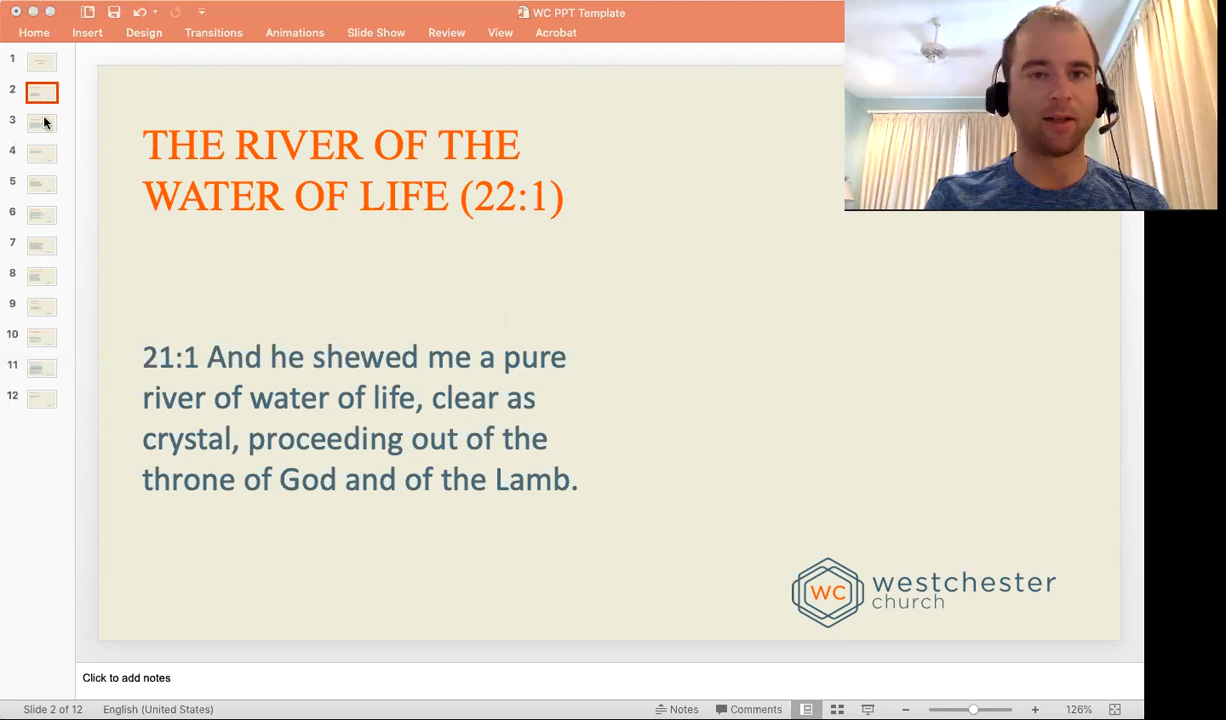 WC PPT Template
Home Insert Design Transitions Animations Slide Show Review View Acrobat
1
2
3
4
5
6
7
8
9
10
11
12
THE RIVER OF THE
WATER OF LIFE (22:1)
21:1 And he shewed me a pure
river of water of life, clear as
crystal, proceeding out of the
throne of God and of the Lamb.
WC westchester
church
Click to add notes
Slide 2 of 12 English (United States) Notes Comments 126%